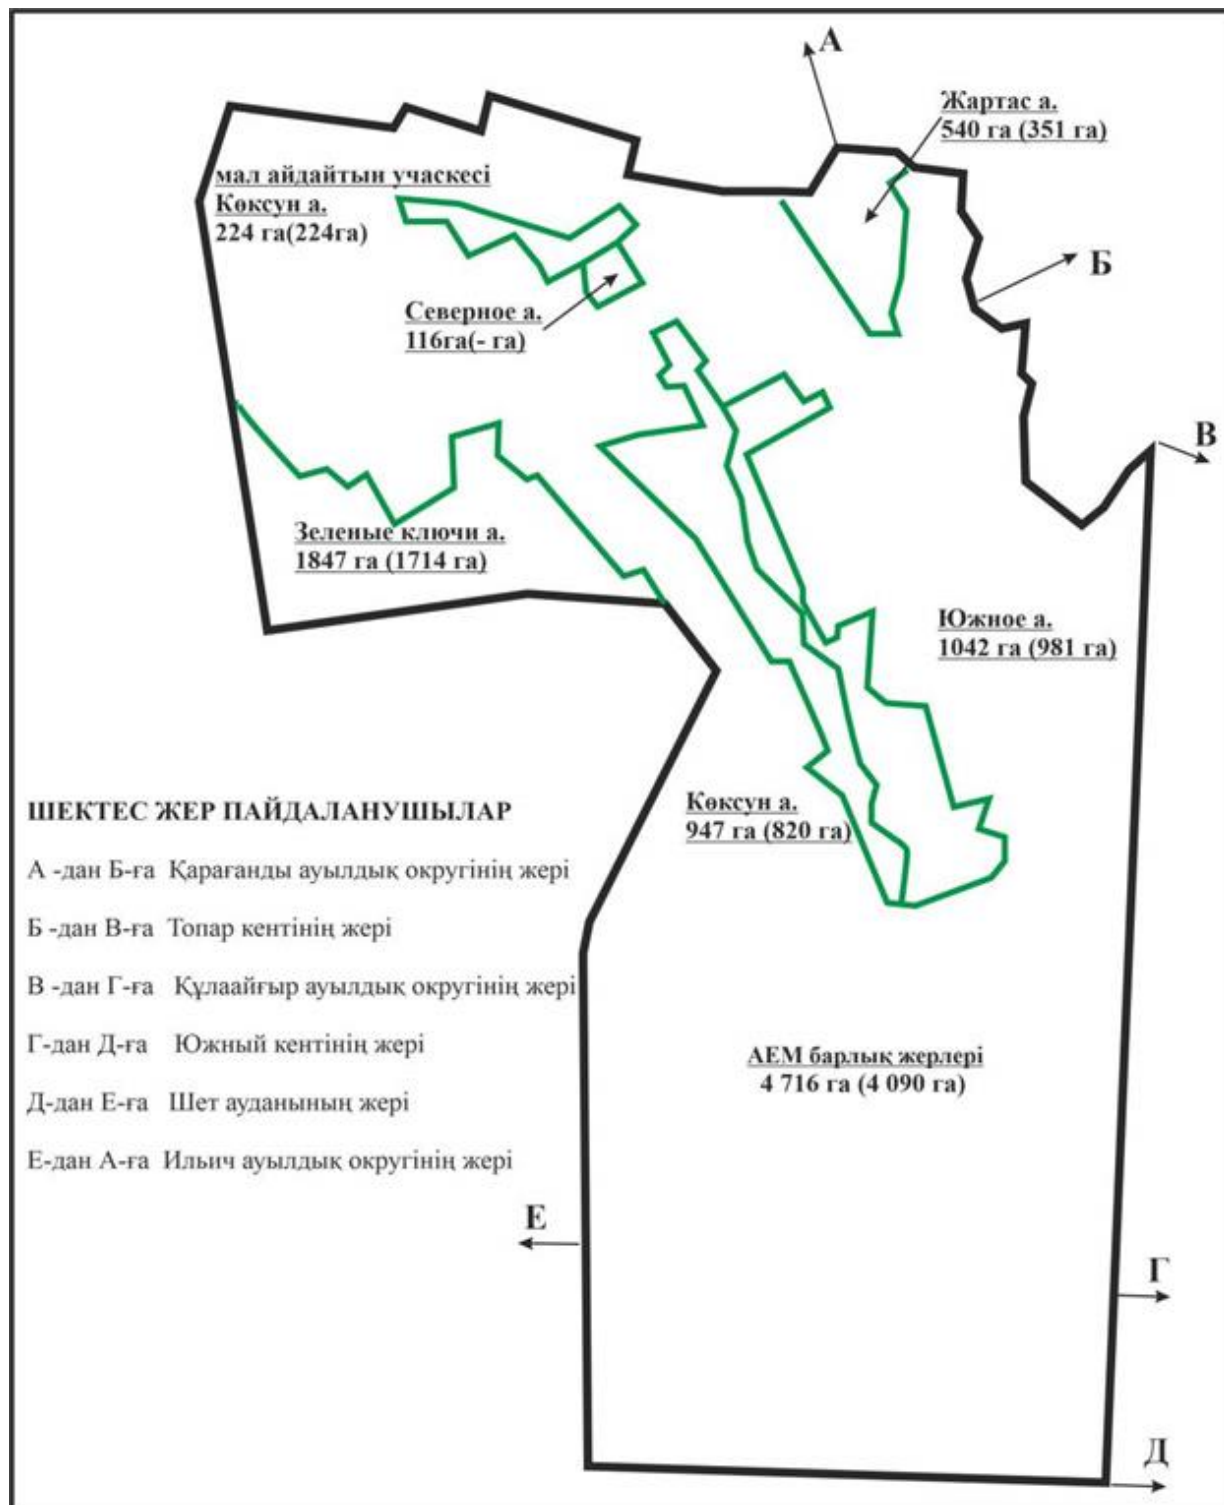 А
Жартас а.
540 га (351 га)
мал айдайтын учаскесі
Көксун а.
224 га(224га)
Б
Северное а.
116га(- га)
В
Зеленые ключи а.
1847 га (1714 га)
Южное а.
1042 га (981 га)
Көксун а.
947 га (820 га)
ШЕКТЕС ЖЕР ПАЙДАЛАНУШЫЛАР
А -дан Б-ға Қарағанды ауылдық округінің жері
Б -дан В-ға Топар кентінің жері
В -дан Г-ға Құлаайғыр ауылдық округінің жері
Г-дан Д-ға Южный кентінің жері
Д-дан Е-ға Шет ауданының жері
Е-дан А-ға Ильич ауылдық округінің жері
АЕМ барлық жерлері
4 716 га (4 090 га)
Е
Г
Д